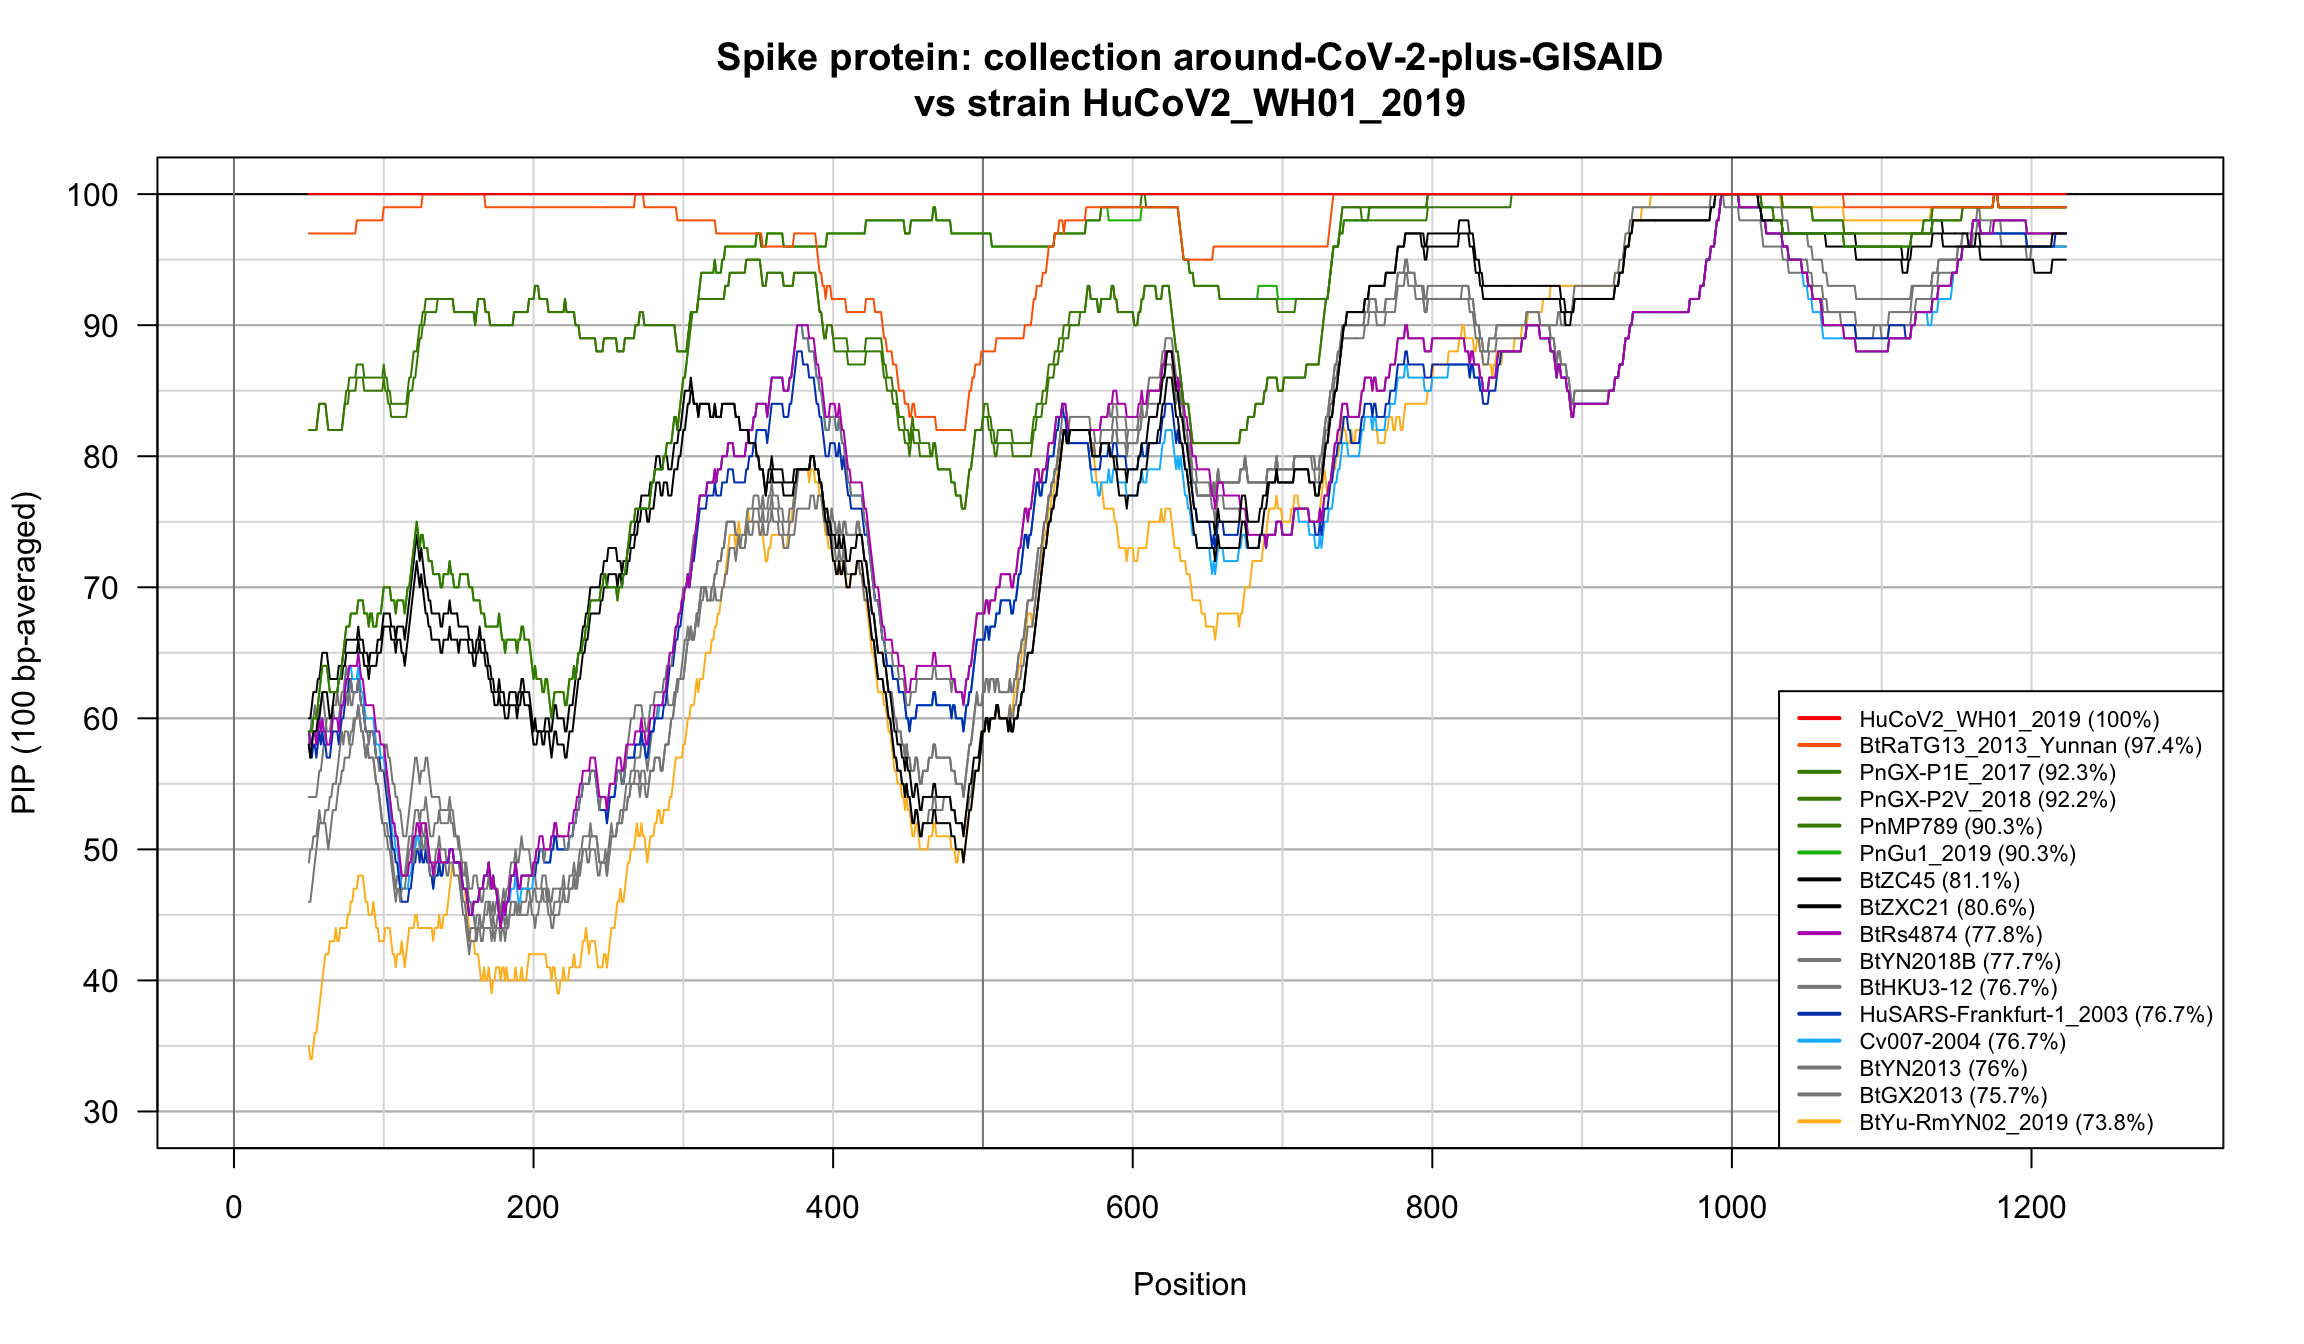 Spike protein: collection around-CoV-2-plus-GISAID
vs strain HuCoV2_WH01_2019
PIP (100 bp-averaged)
100
90
80
70
60
50
40
30
HuCoV2_WH01_2019 (100%)
BtRaTG13_2013_Yunnan (97.4%)
PnGX-P1E_2017 (92.3%)
PnGX-P2V_2018 (92.2%)
PnMP789 (90.3%)
PnGu1_2019 (90.3%)
BtZC45 (81.1%)
BtZXC21 (80.6%)
BtRs4874 (77.8%)
BtYN2018B (77.7%)
BtHKU3-12 (76.7%)
HuSARS-Frankfurt-1_2003 (76.7%)
Cv007-2004 (76.7%)
BtYN2013 (76%)
BtGX2013 (75.7%)
BtYu-RmYN02_2019 (73.8%)
0 200 400 600 800 1000 1200
Position